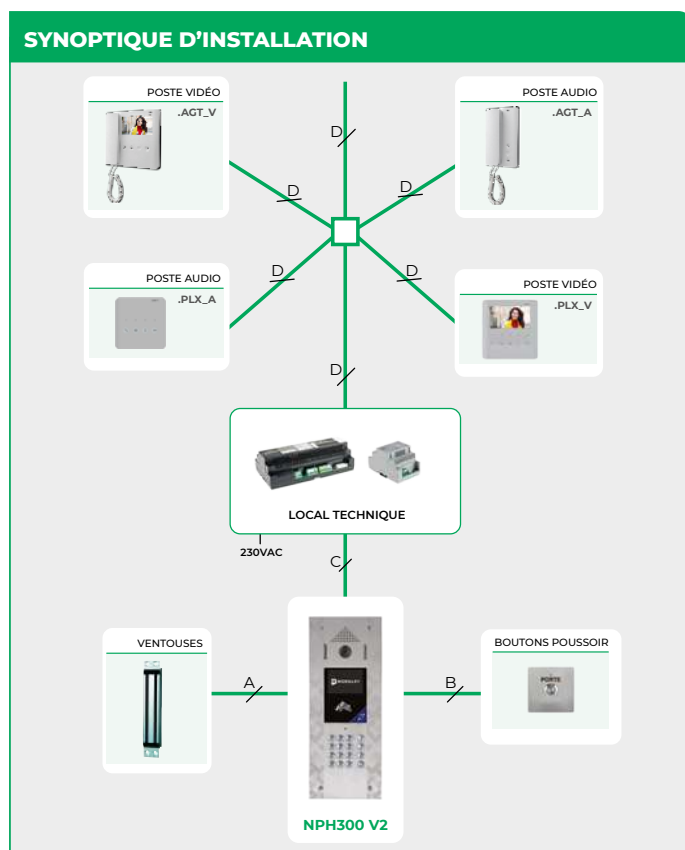 SYNOPTIQUE D'INSTALLATION
POSTE VIDÉO
.AGT_V
POSTE AUDIO
.AGT_A
D
D
D
POSTE AUDIO
.PLX_A
POSTE VIDÉO
.PLX_V
D
D
D
LOCAL TECHNIQUE
230VAC
C
VENTOUSES
BOUTONS POUSSOIR
A
B
PORTE
NPH300 V2